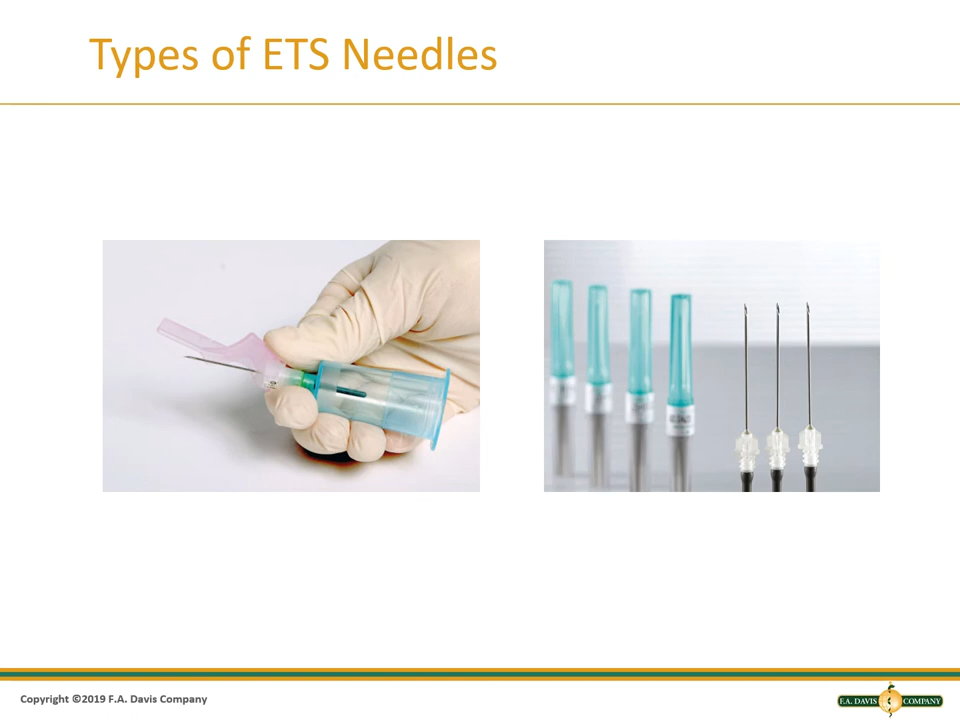 Types of ETS Needles
Copyright ©2019 F.A. Davis Company
F.A. DAVIS COMPANY